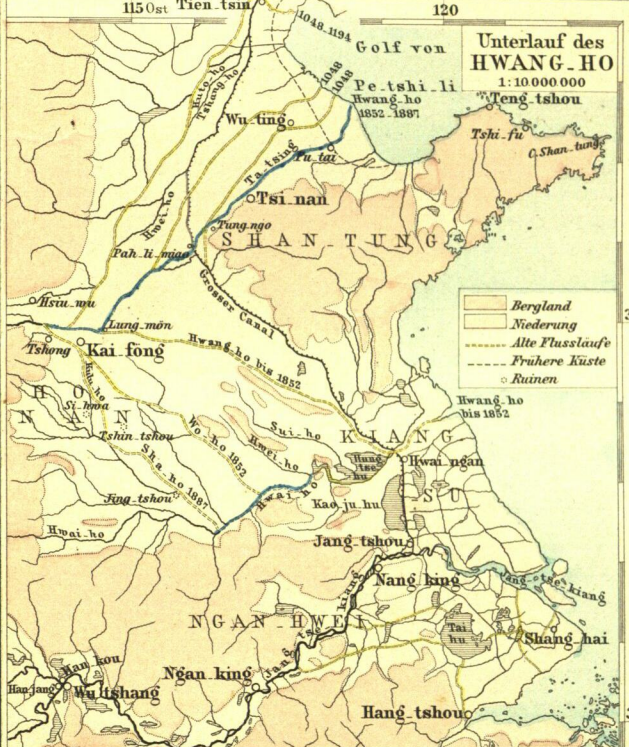 115 Ost
Tien-tsin
120
1048-1194
Golf von
Pe-tshi-li
Unterlauf des
HWANG-HO
1:10 000 000
1048
1048
Hwang-ho
1852-1887
Teng-tshou
Tshi-fu
C. Shan-tung
Tshang-ho
Wu-ting
Pu-tai
Ta-tsing
Tsi-nan
Hwei-ho
Tung-ngo
SHAN-TUNG
Pah-li-miao
Grosser Canal
Hsiu-wu
Lung-mön
Tshong
Kai-föng
Hwang-ho bis 1852
Bergland
Niederung
Alte Flussläufe
Frühere Küste
Ruinen
Hwang-ho
bis 1852
HO
NAN
Si-hwa
Tshin-tshou
Wo-ho 1852
Sui-ho
Hwei-ho
KIANG
SU
Hung
tse
hu
Hwai-ngan
Sha-ho 1887
Jing-tshou
Hwai-ho
Hwai-ho
Kao-ju-hu
Jang-tshou
Nang-king
Jang-tse-kiang
NGAN-HWEI
Jang-tse-kiang
Tai
hu
Shang-hai
Han-kou
Hanjang
Wu-tshang
Ngan-king
Hang-tshou